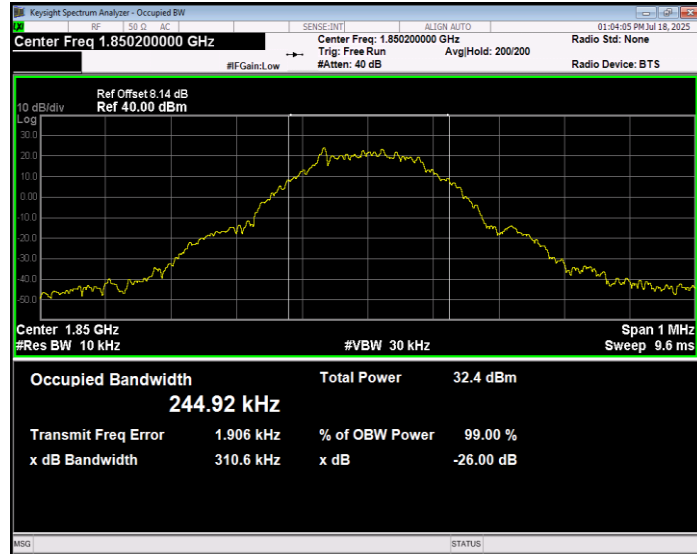 Keysight Spectrum Analyzer - Occupied BW
RF 50 Ω AC SENSE:INT ALIGN AUTO 01:04:05 PM Jul 18, 2025
Center Freq 1.850200000 GHz Center Freq: 1.850200000 GHz Radio Std: None
Trig: Free Run Avg|Hold: 200/200
#IFGain:Low #Atten: 40 dB Radio Device: BTS
Ref Offset 8.14 dB
10 dB/div Ref 40.00 dBm
Log
30.0
20.0
10.0
0.00
-10.0
-20.0
-30.0
-40.0
-50.0
Center 1.85 GHz Span 1 MHz
#Res BW 10 kHz #VBW 30 kHz Sweep 9.6 ms
Occupied Bandwidth Total Power 32.4 dBm
244.92 kHz
Transmit Freq Error 1.906 kHz % of OBW Power 99.00 %
x dB Bandwidth 310.6 kHz x dB -26.00 dB
MSG STATUS